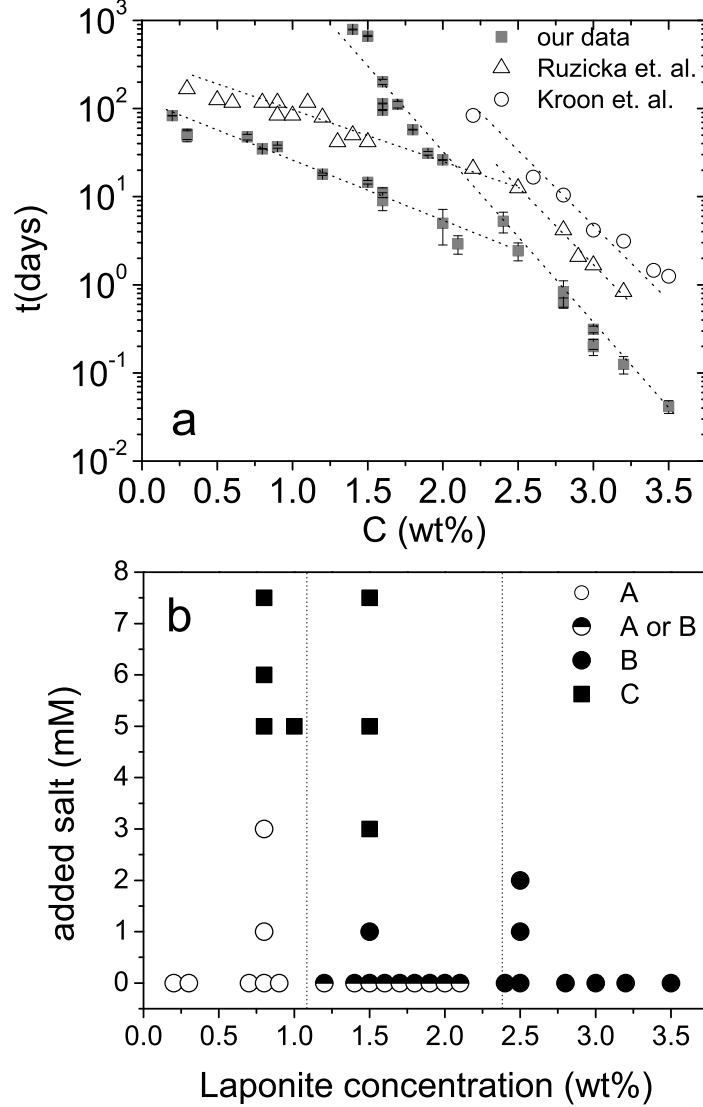 10³
our data
Ruzicka et. al.
10²
Kroon et. al.
10¹
t(days)
10⁰
10⁻¹
a
10⁻²
0.0 0.5 1.0 1.5 2.0 2.5 3.0 3.5
C (wt%)
8
b
A
7
A or B
B
6
C
5
added salt (mM)
4
3
2
1
0
0.0 0.5 1.0 1.5 2.0 2.5 3.0 3.5
Laponite concentration (wt%)